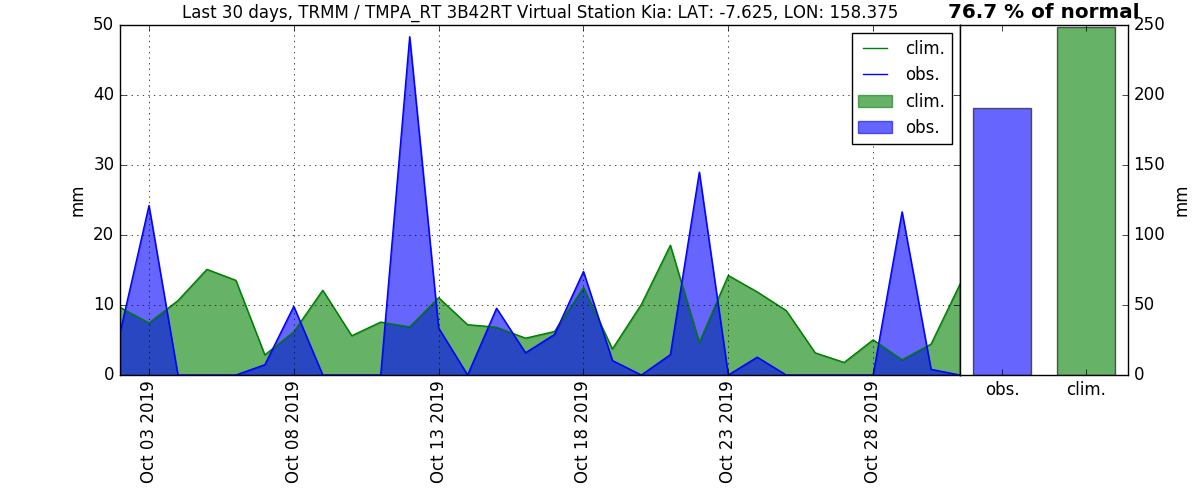 Last 30 days, TRMM / TMPA_RT 3B42RT Virtual Station Kia: LAT: -7.625, LON: 158.375
76.7 % of normal
50
40
30
20
10
0
mm
clim.
obs.
clim.
obs.
250
200
150
100
50
0
mm
obs.
clim.
Oct 03 2019
Oct 08 2019
Oct 13 2019
Oct 18 2019
Oct 23 2019
Oct 28 2019